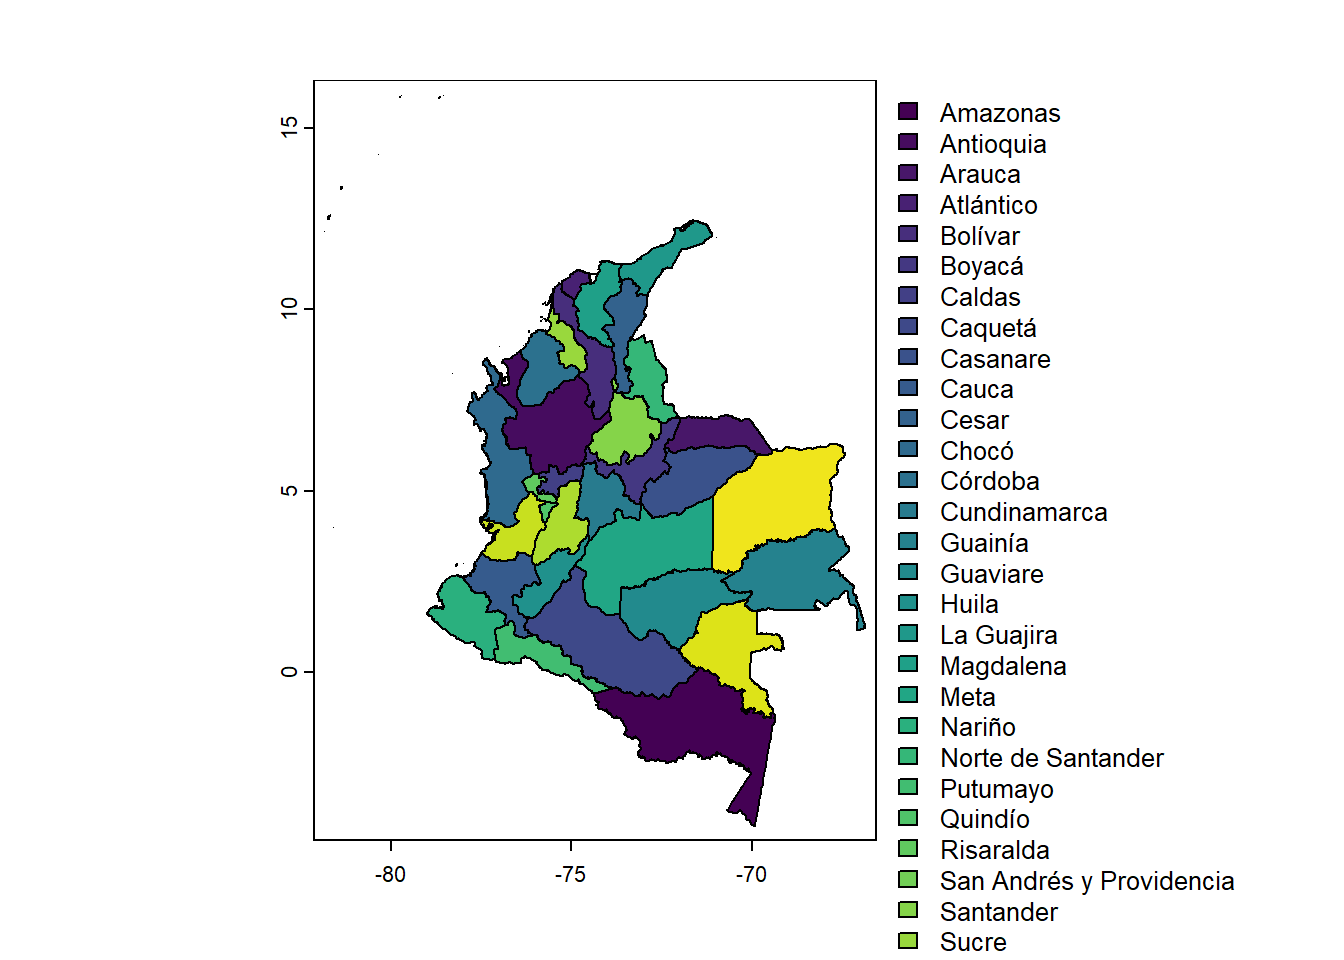 15
10
5
0
-80
-75
-70
Amazonas
Antioquia
Arauca
Atlántico
Bolívar
Boyacá
Caldas
Caquetá
Casanare
Cauca
Cesar
Chocó
Córdoba
Cundinamarca
Guainía
Guaviare
Huila
La Guajira
Magdalena
Meta
Nariño
Norte de Santander
Putumayo
Quindío
Risaralda
San Andrés y Providencia
Santander
Sucre